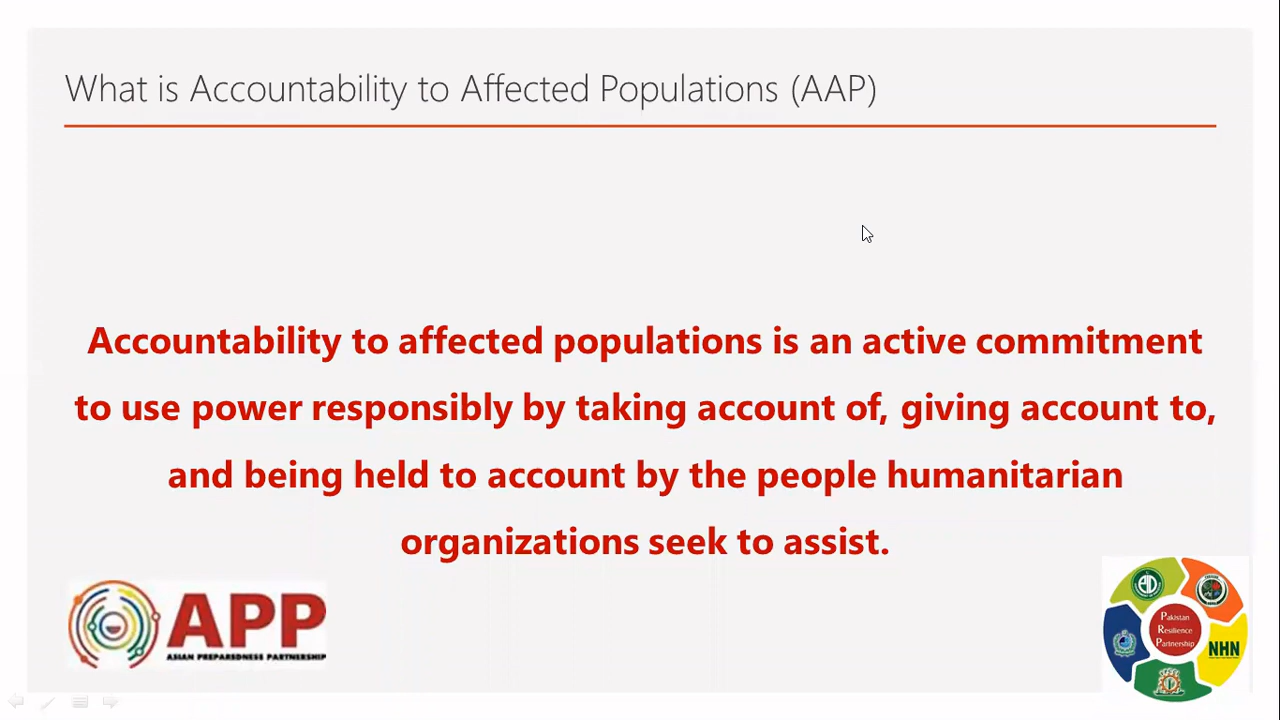 What is Accountability to Affected Populations (AAP)
Accountability to affected populations is an active commitment
to use power responsibly by taking account of, giving account to,
and being held to account by the people humanitarian
organizations seek to assist.
APP
ASIAN PREPAREDNESS PARTNERSHIP
Pakistan
Resilience
Partnership
NHN